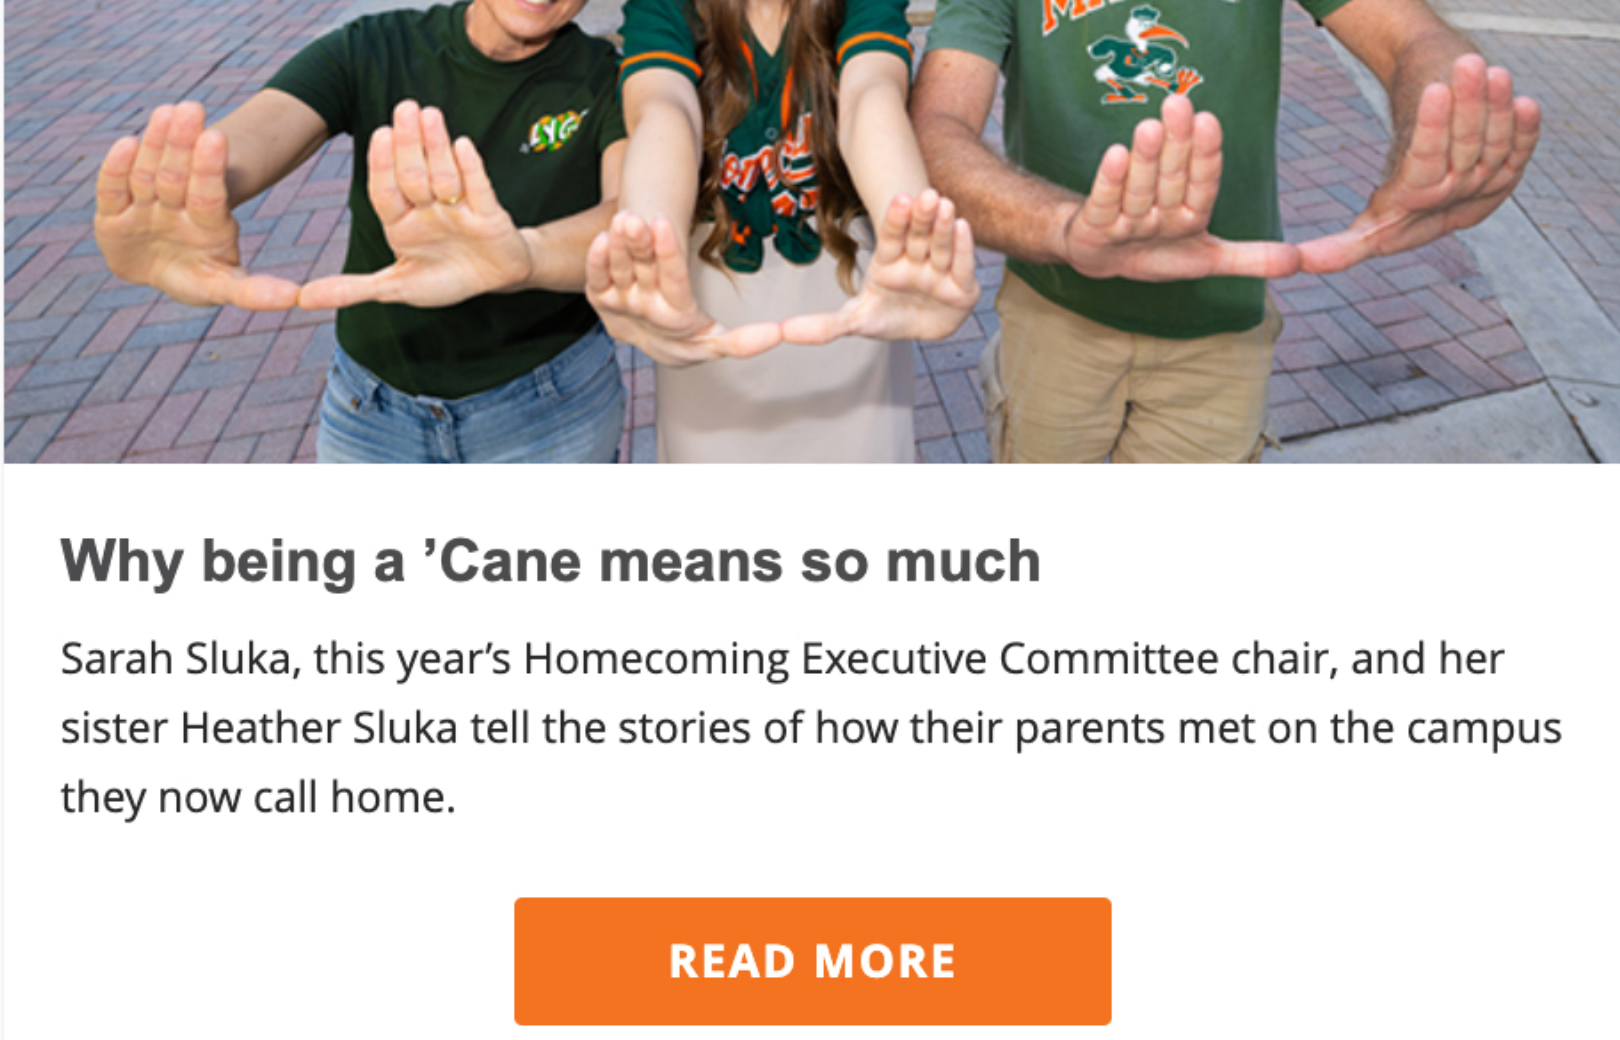 Why being a ’Cane means so much
Sarah Sluka, this year’s Homecoming Executive Committee chair, and her
sister Heather Sluka tell the stories of how their parents met on the campus
they now call home.
READ MORE